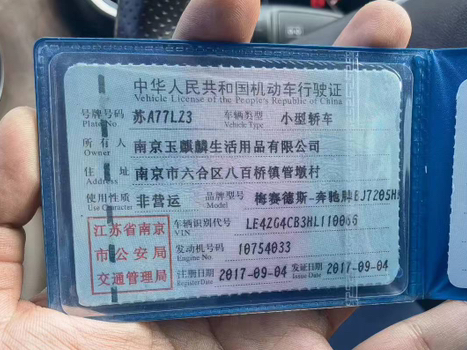 中华人民共和国机动车行驶证
Vehicle License of the People's Republic of China
号牌号码 苏A77LZ3 车辆类型 小型轿车
Plate No. Vehicle Type
所有人 南京玉麒麟生活用品有限公司
Owner
住址 南京市六合区八百桥镇管墩村
Address
使用性质 非营运 品牌型号 梅赛德斯-奔驰牌BJ7205H
Use Character Model
江苏省南京 车辆识别代号 LE4ZG4CB3HL110066
VIN
市公安局 发动机号码 10754033
Engine No
交通管理局 注册日期 2017-09-04 发证日期 2017-09-04
Register Date Issue Date